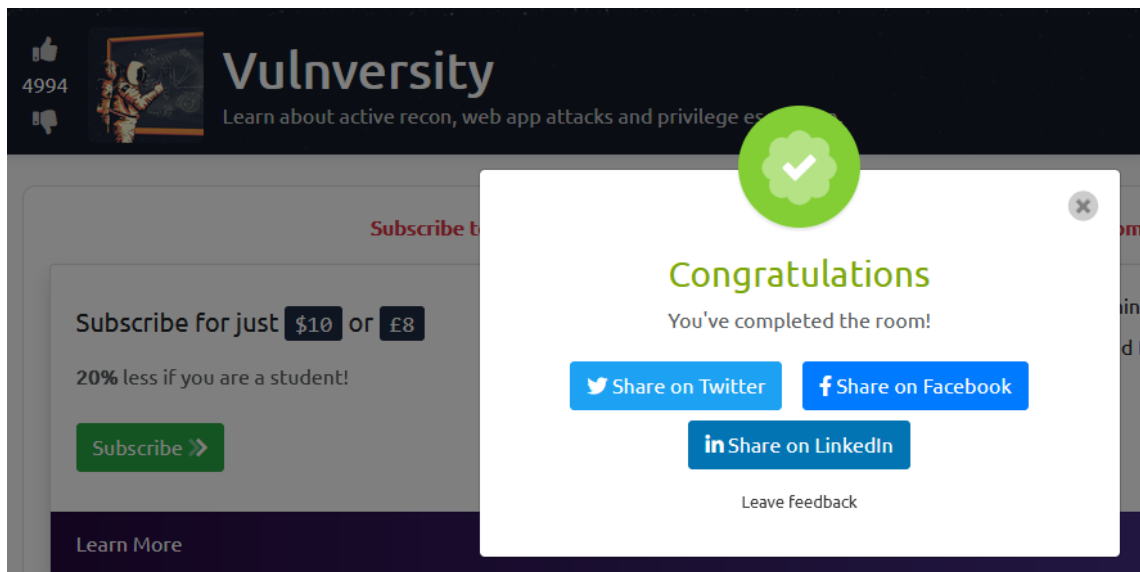 4994
Vulnversity
Learn about active recon, web app attacks and privilege
Subscribe
Congratulations
You've completed the room!
Subscribe for just $10 or £8
20% less if you are a student!
Share on Twitter
Share on Facebook
Subscribe
in Share on LinkedIn
Leave feedback
Learn More